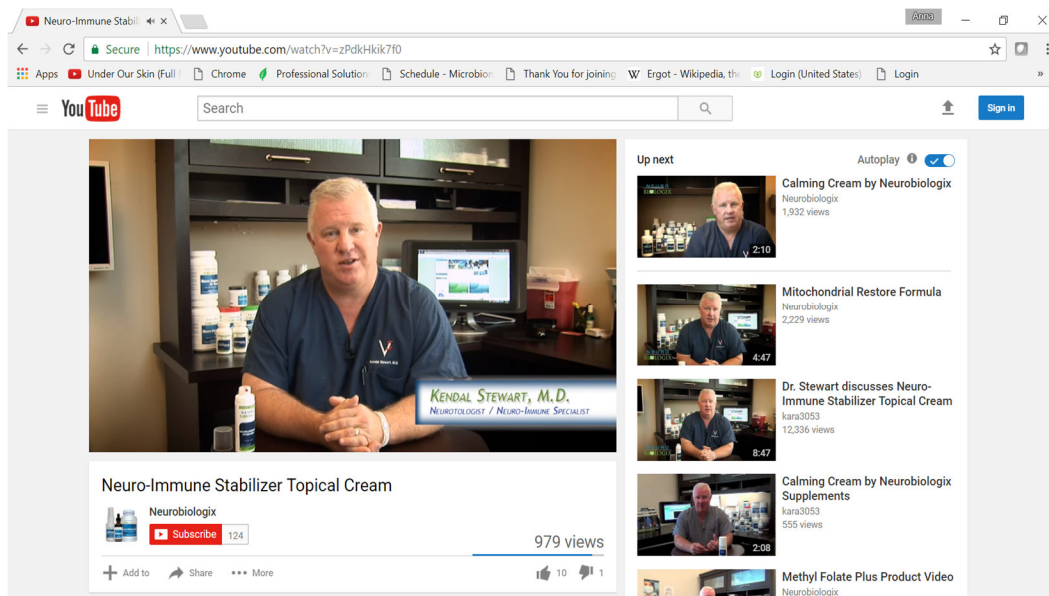 Neuro-Immune Stabil
Anna
Secure
https://www.youtube.com/watch?v=zPdkHkik7f0
Apps
Under Our Skin (Full
Chrome
Professional Solution
Schedule - Microbion
Thank You for joining
W Ergot - Wikipedia, the
Login (United States)
Login
»
YouTube
Search
Sign in
KENDAL STEWART, M.D.
NEUROTOLOGIST / NEURO-IMMUNE SPECIALIST
Neuro-Immune Stabilizer Topical Cream
Neurobiologix
Subscribe 124
979 views
Add to
Share
More
10
1
Up next
Autoplay
Calming Cream by Neurobiologix
Neurobiologix
1,932 views
2:10
Mitochondrial Restore Formula
Neurobiologix
2,229 views
4:47
Dr. Stewart discusses Neuro-
Immune Stabilizer Topical Cream
kara3053
12,336 views
8:47
Calming Cream by Neurobiologix
Supplements
kara3053
555 views
2:08
Methyl Folate Plus Product Video
Neurobiologix